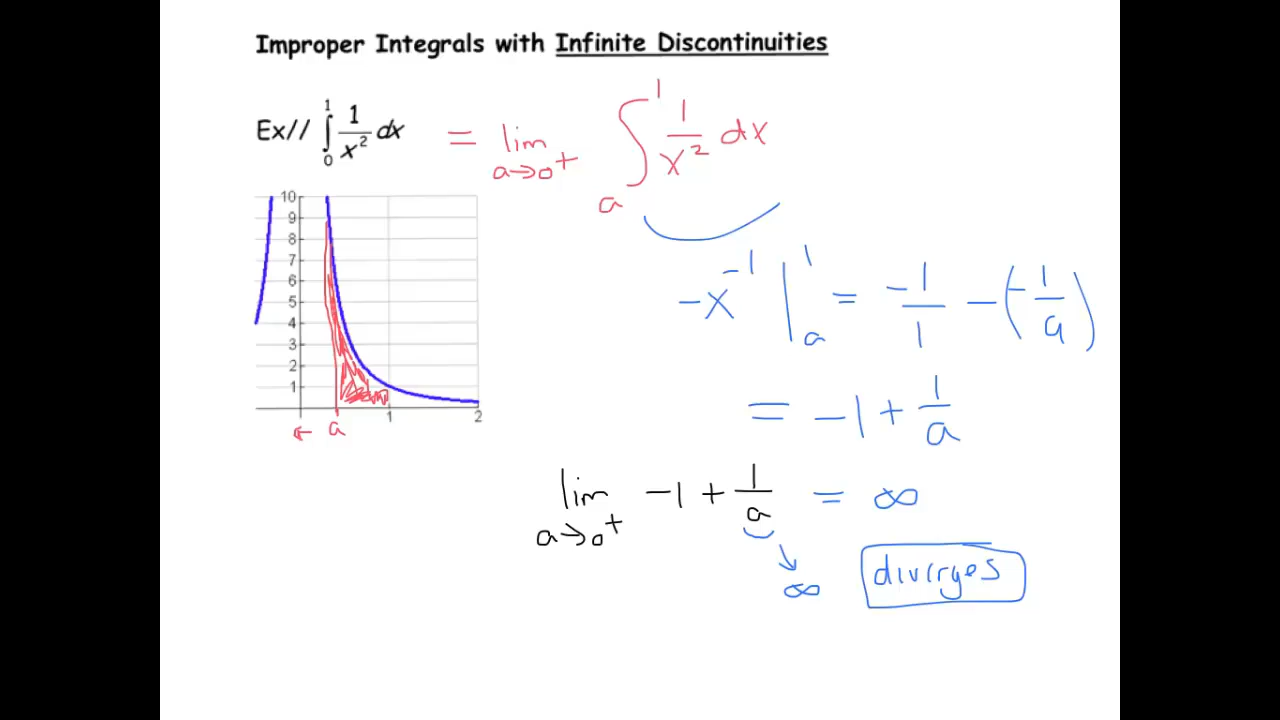 Improper Integrals with Infinite Discontinuities
Ex// ∫₀¹ 1/x² dx = lim a→0⁺ ∫ₐ¹ 1/x² dx
10
9
8
7
6
5
4
3
2
1
1 2
← a
-x⁻¹ |ₐ¹ = -1/1 - (-1/a)
= -1 + 1/a
lim a→0⁺ -1 + 1/a = ∞
∞
diverges